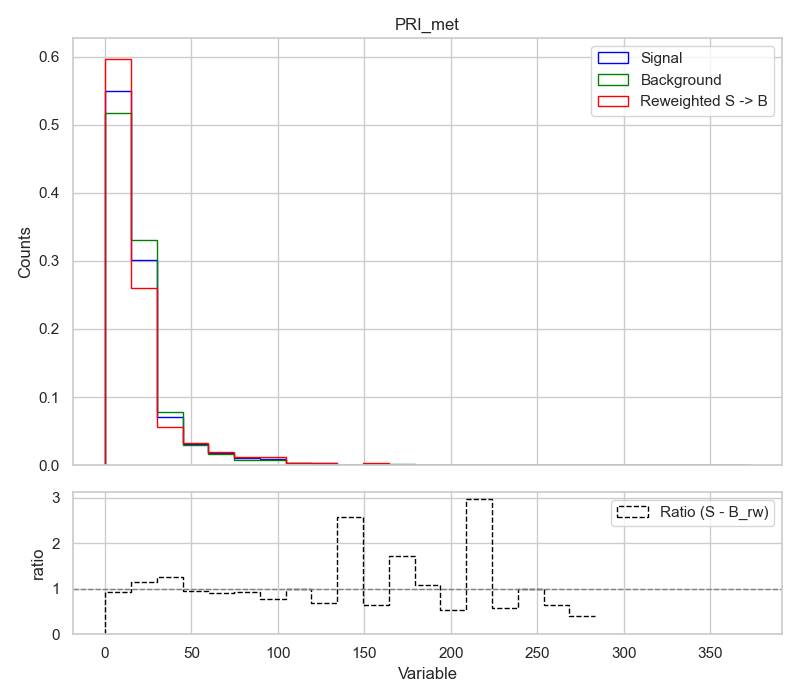 PRI_met
0.6
0.5
0.4
0.3
0.2
0.1
0.0
Counts
Signal
Background
Reweighted S -> B
3
2
1
0
ratio
Ratio (S - B_rw)
0 50 100 150 200 250 300 350
Variable